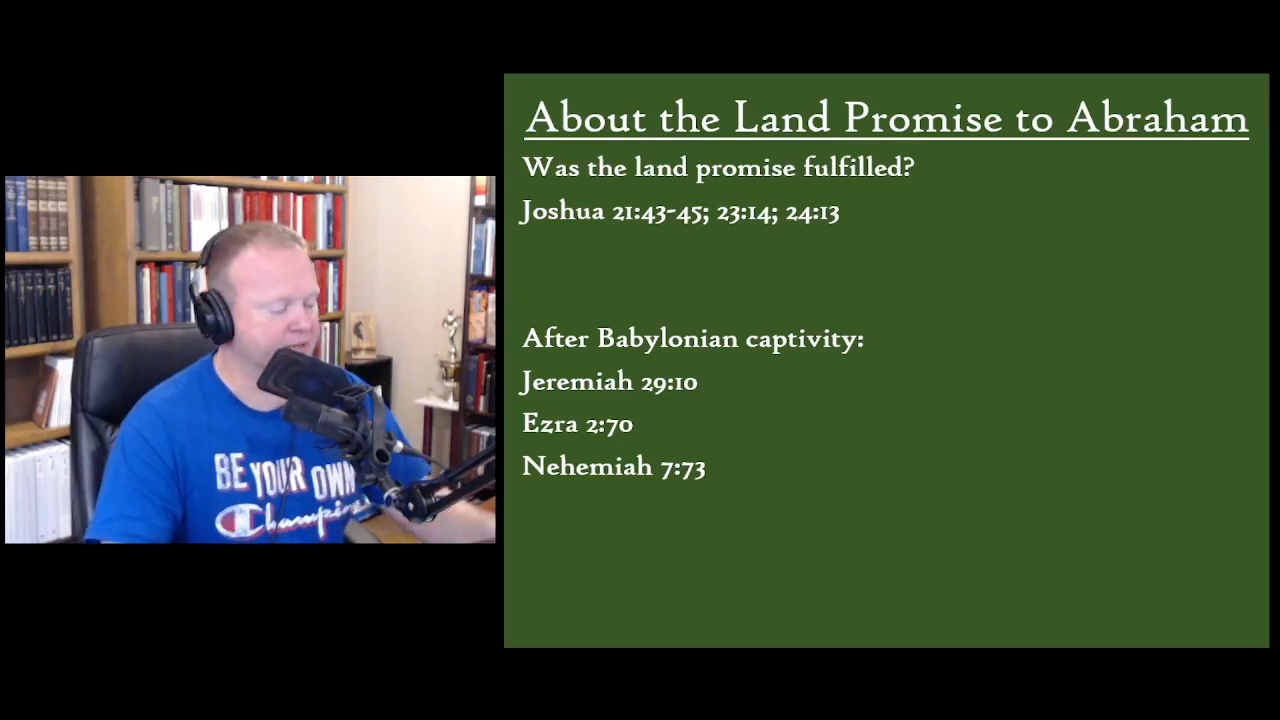 About the Land Promise to Abraham
Was the land promise fulfilled?
Joshua 21:43-45; 23:14; 24:13
After Babylonian captivity:
Jeremiah 29:10
Ezra 2:70
Nehemiah 7:73
BE YOUR OWN
Champion